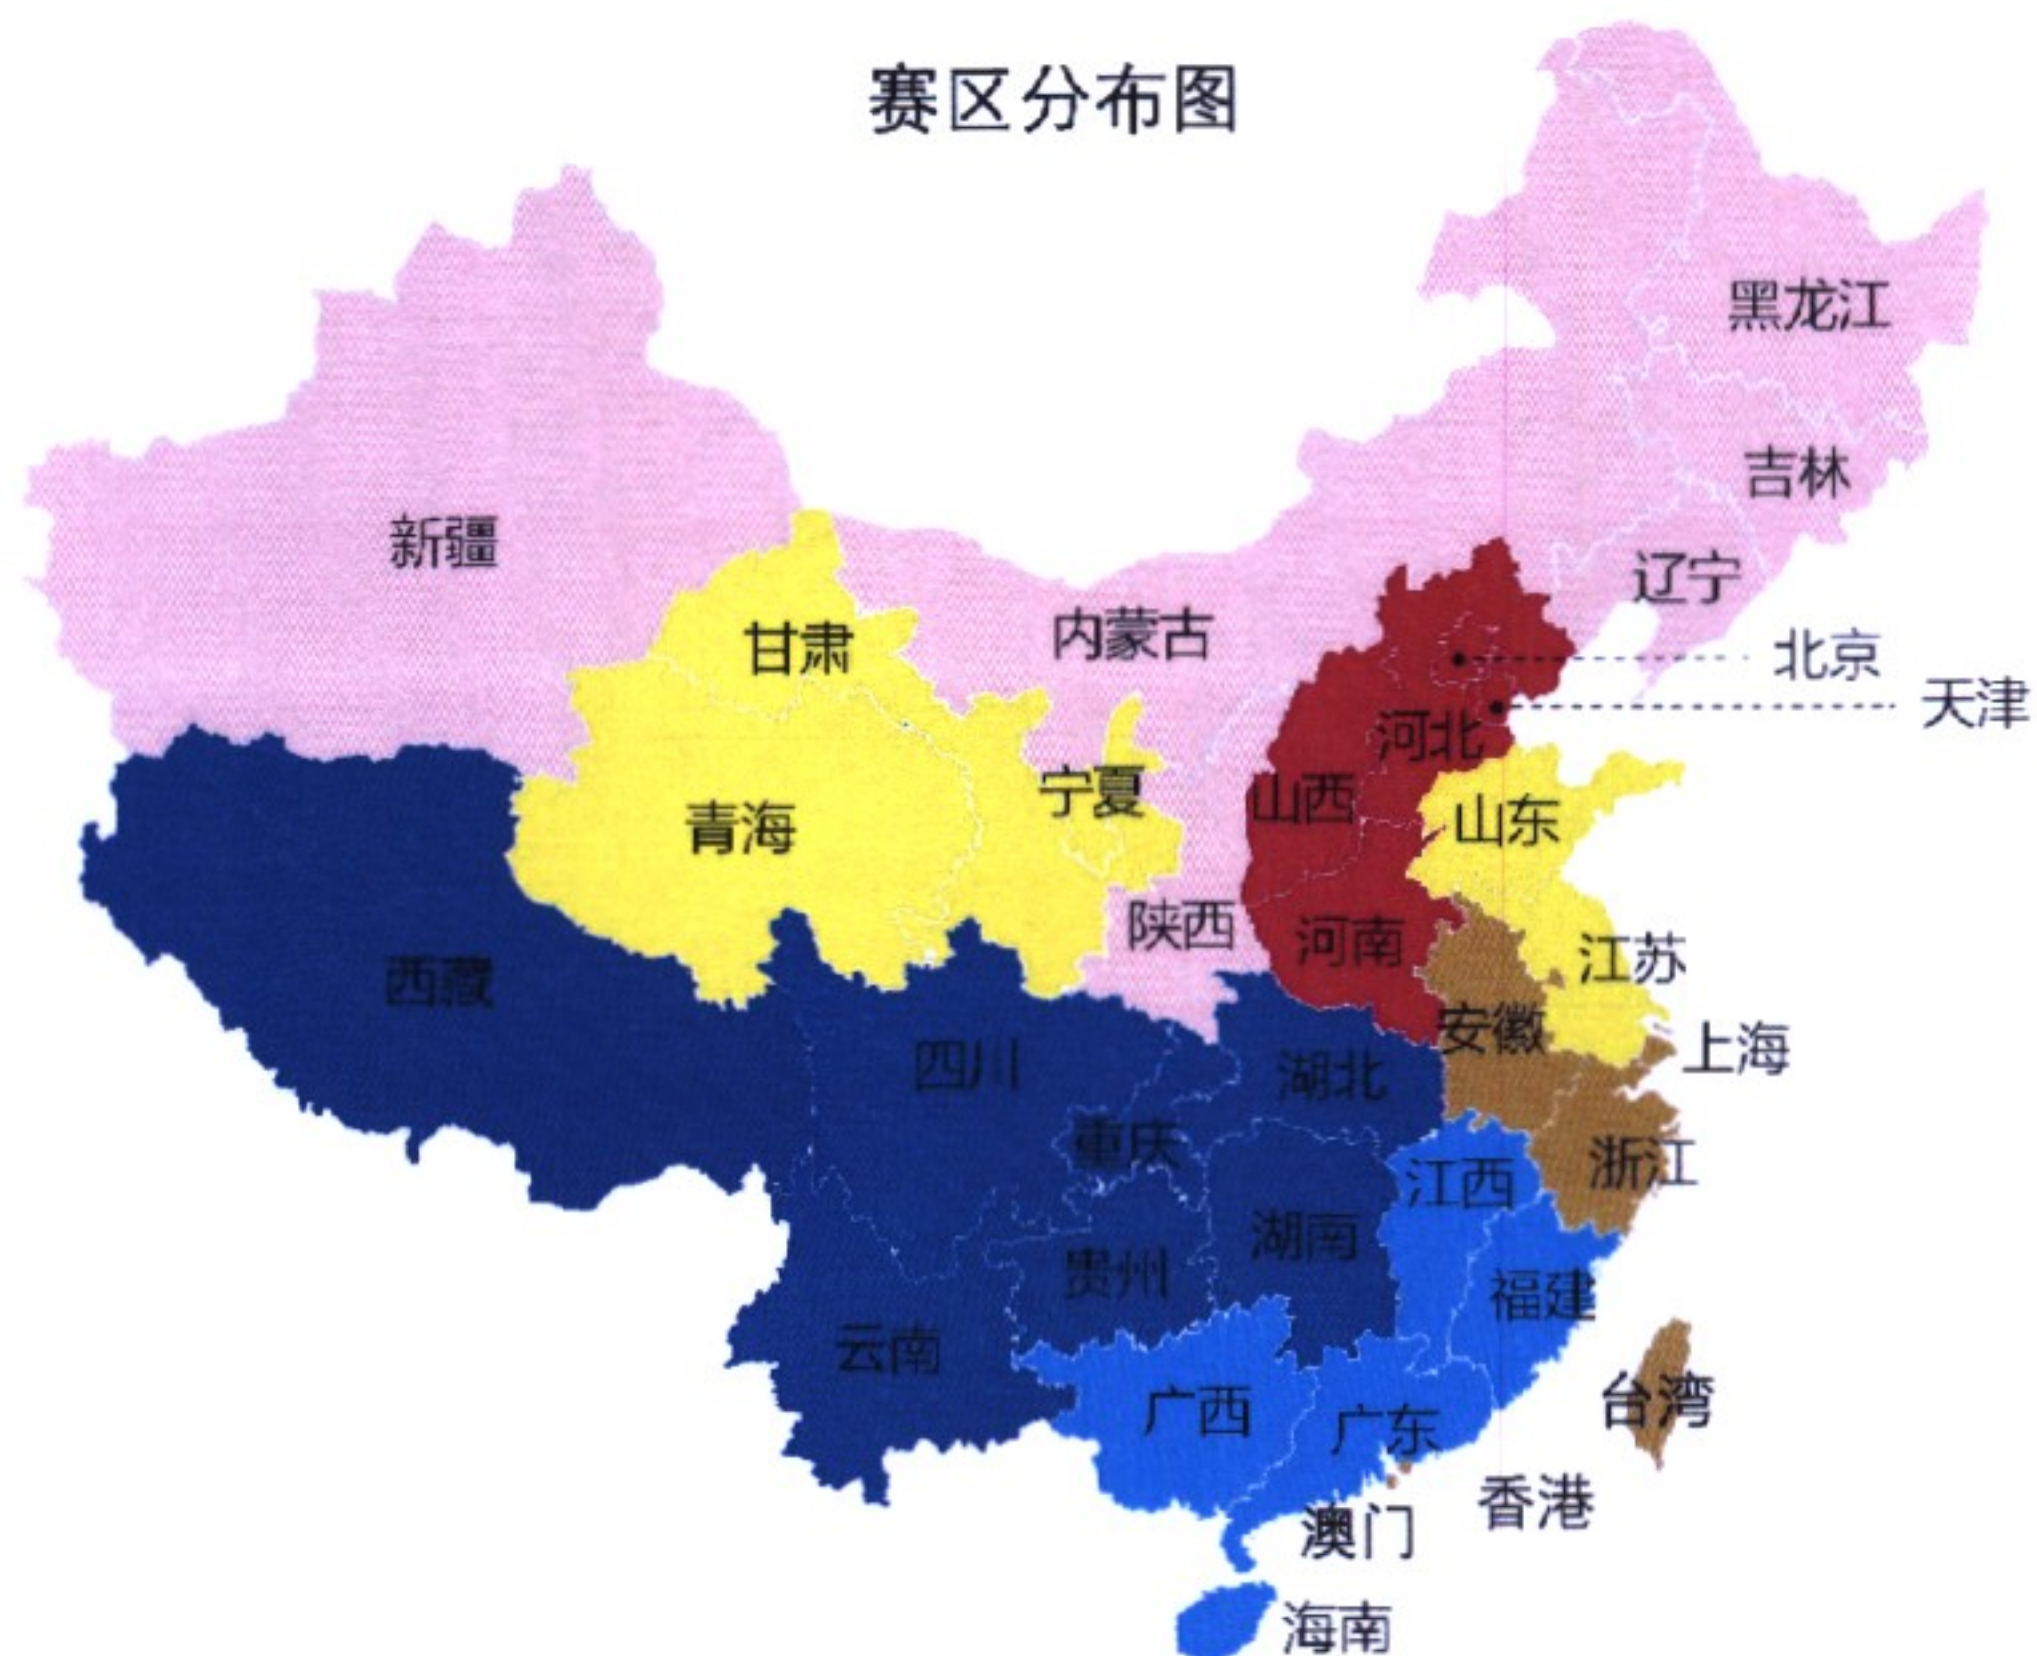 赛区分布图
黑龙江
吉林
新疆
辽宁
甘肃
内蒙古
北京
天津
河北
宁夏
山西
青海
山东
陕西
河南
江苏
西藏
安徽
上海
四川
湖北
重庆
浙江
江西
湖南
贵州
福建
云南
台湾
广西
广东
香港
澳门
海南